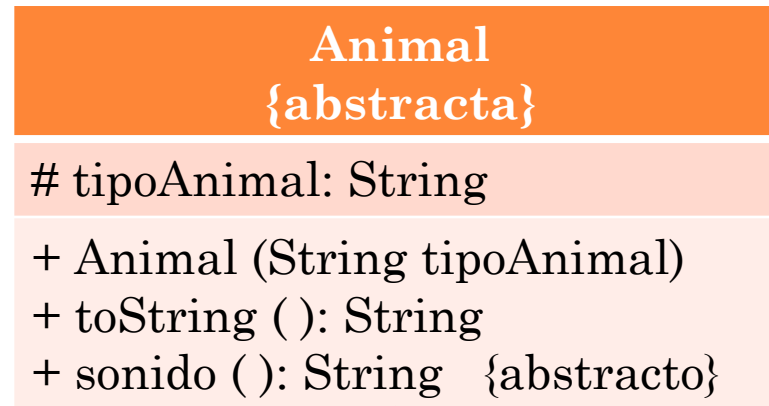 Animal
{abstracta}
# tipoAnimal: String
+ Animal (String tipoAnimal)
+ toString ( ): String
+ sonido ( ): String {abstracto}